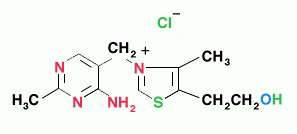 Cl−
CH₂ +
N N CH₃
H₃C N NH₂ S CH₂CH₂OH